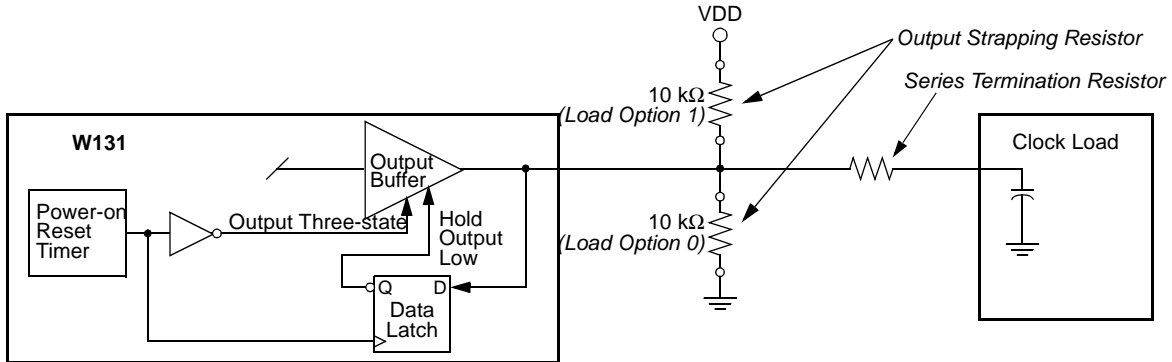 VDD
Output Strapping Resistor
Series Termination Resistor
10 kΩ
(Load Option 1)
W131
Clock Load
Output
Buffer
Power-on
Reset
Timer
Output Three-state
Hold
Output
Low
10 kΩ
(Load Option 0)
Q D
Data
Latch